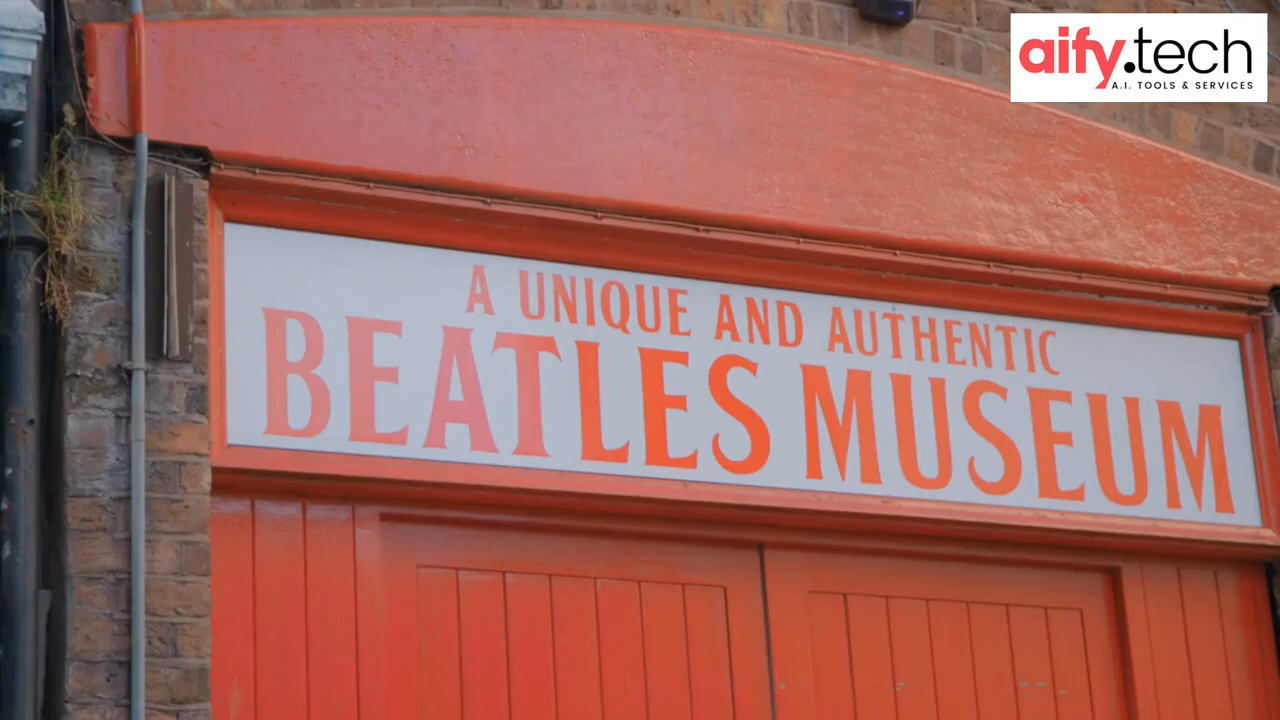 aify.tech
A.I. TOOLS & SERVICES
A UNIQUE AND AUTHENTIC
BEATLES MUSEUM